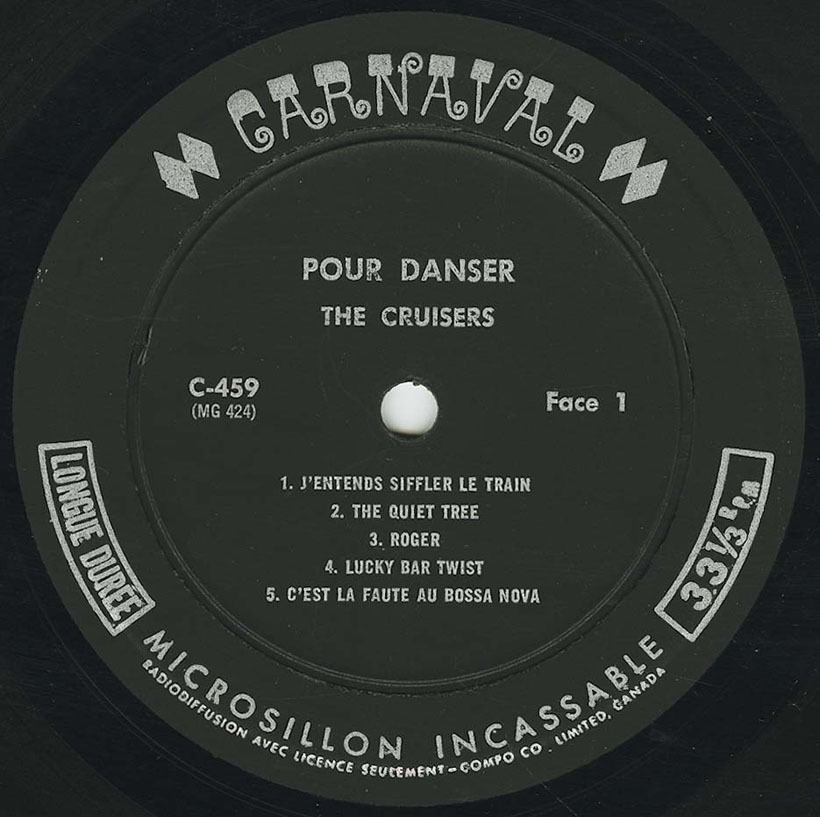 CARNAVAL
POUR DANSER
THE CRUISERS
C-459
(MG 424)
Face 1
1. J'ENTENDS SIFFLER LE TRAIN
2. THE QUIET TREE
3. ROGER
4. LUCKY BAR TWIST
5. C'EST LA FAUTE AU BOSSA NOVA
LONGUE DURÉE
33⅓ R.P.M.
MICROSILLON INCASSABLE
RADIODIFFUSION AVEC LICENCE SEULEMENT - COMPO CO. LIMITED, CANADA